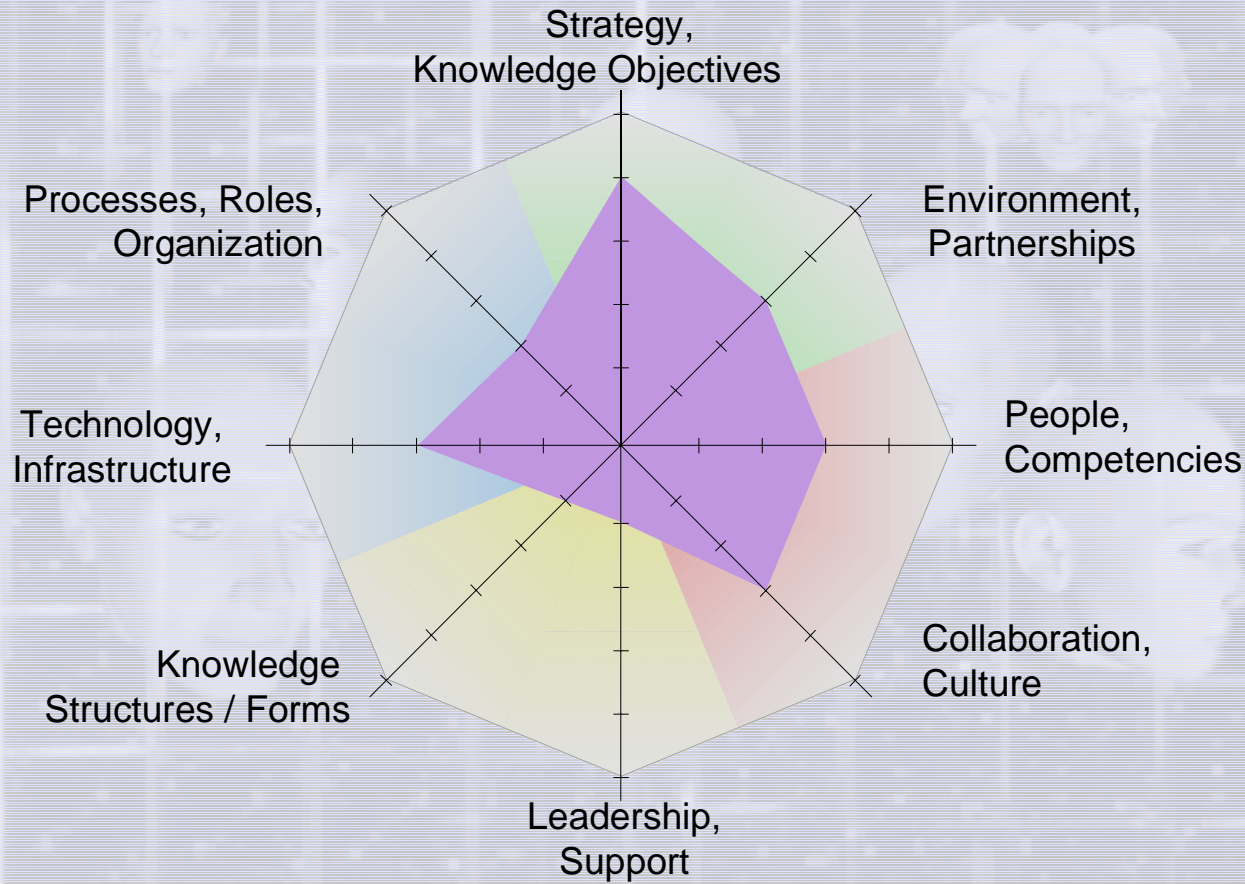 Strategy,
Knowledge Objectives
Processes, Roles,
Organization
Environment,
Partnerships
Technology,
Infrastructure
People,
Competencies
Knowledge
Structures / Forms
Collaboration,
Culture
Leadership,
Support